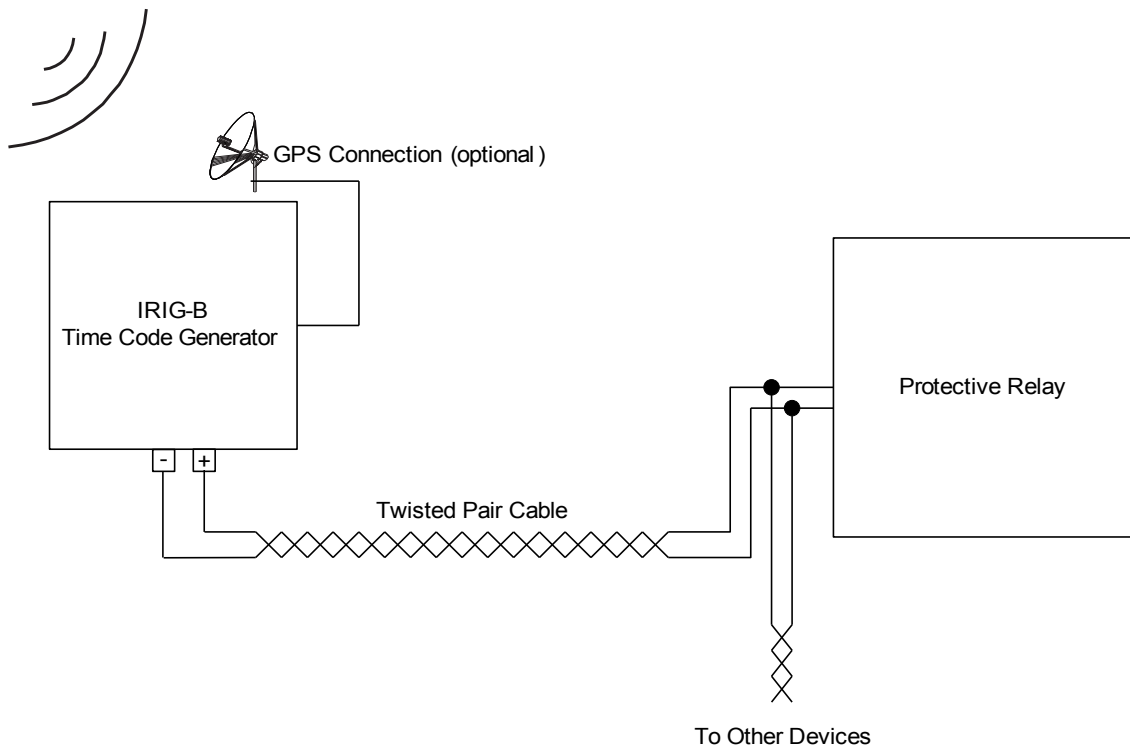 GPS Connection (optional)
IRIG-B
Time Code Generator
Protective Relay
- +
Twisted Pair Cable
To Other Devices